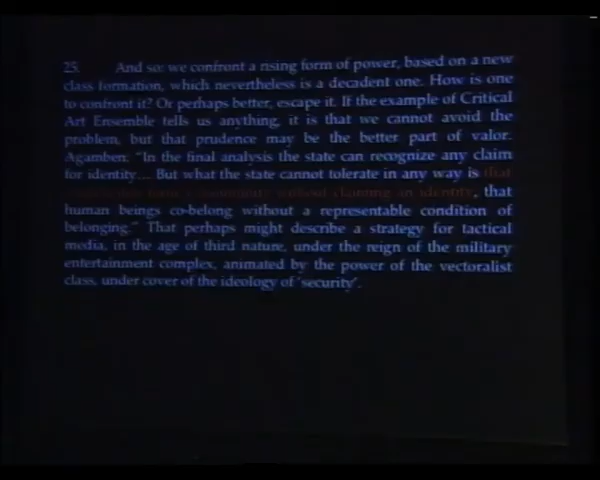 25. And so: we confront a rising form of power, based on a new
class formation, which nevertheless is a decadent one. How is one
to confront it? Or perhaps better, escape it. If the example of Critical
Art Ensemble tells us anything, it is that we cannot avoid the
problem, but that prudence may be the better part of valor.
Agamben: "In the final analysis the state can recognize any claim
for identity... But what the state cannot tolerate in any way is that
community without claiming an identity, that
human beings co-belong without a representable condition of
belonging." That perhaps might describe a strategy for tactical
media, in the age of third nature, under the reign of the military
entertainment complex, animated by the power of the vectoralist
class, under cover of the ideology of 'security'.